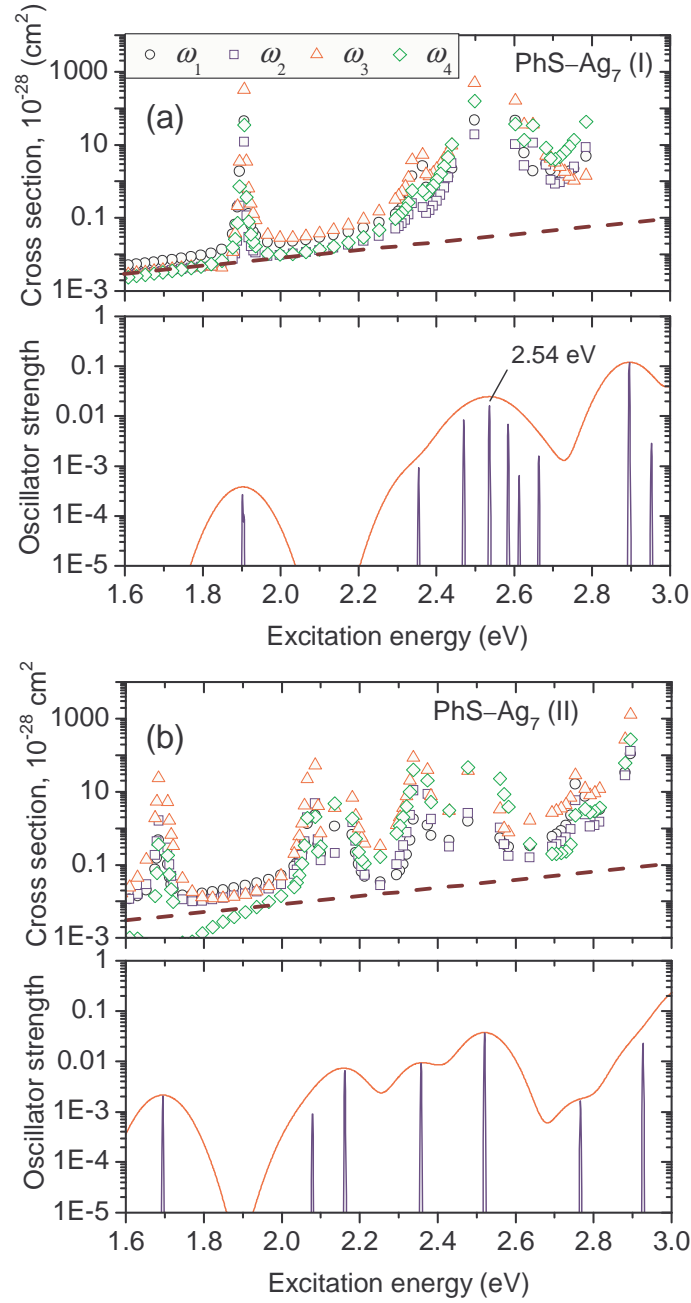 ω1 ω2 ω3 ω4
PhS–Ag7 (I)
(a)
Cross section, 10-28 (cm2)
1000
10
0.1
1E-3
Oscillator strength
1
0.1
0.01
1E-3
1E-4
1E-5
2.54 eV
1.6 1.8 2.0 2.2 2.4 2.6 2.8 3.0
Excitation energy (eV)
PhS–Ag7 (II)
(b)
Cross section, 10-28 cm2
1000
10
0.1
1E-3
Oscillator strength
1
0.1
0.01
1E-3
1E-4
1E-5
1.6 1.8 2.0 2.2 2.4 2.6 2.8 3.0
Excitation energy (eV)